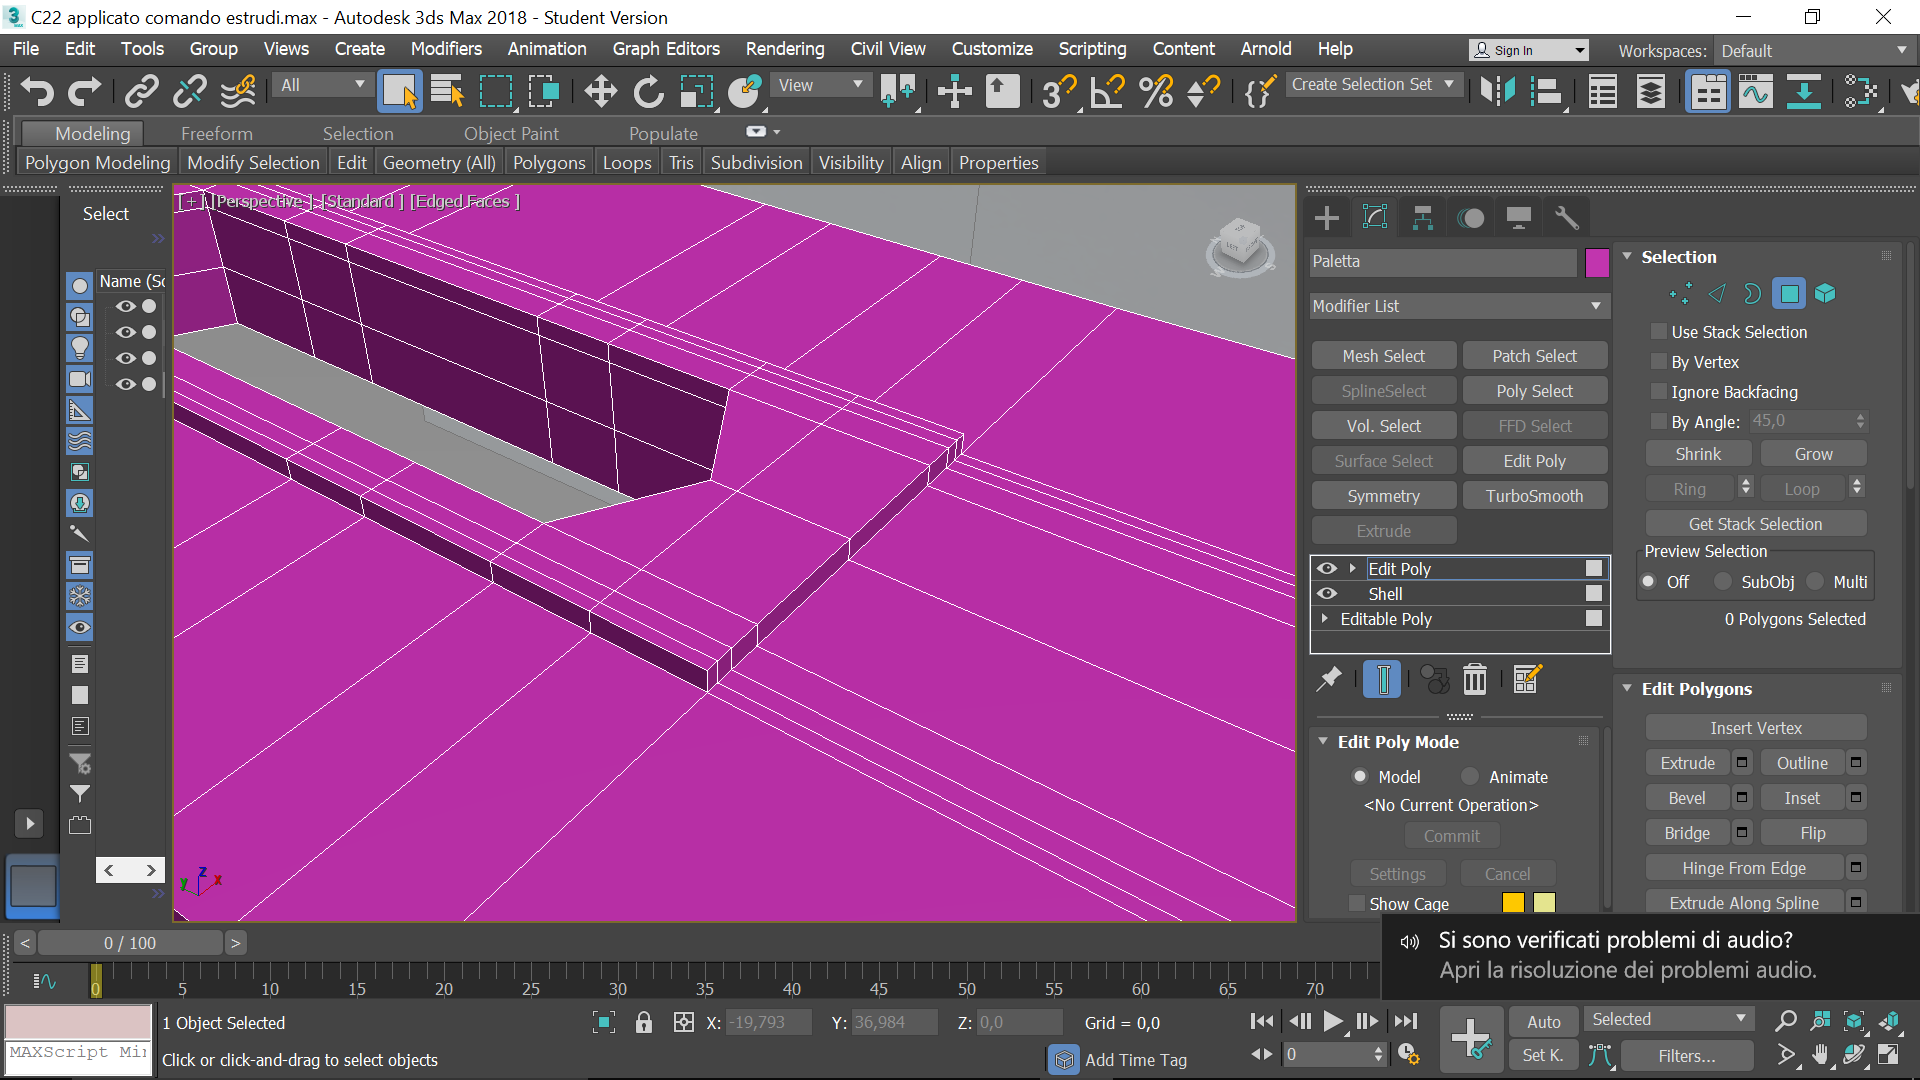 C22 applicato comando estrudi.max - Autodesk 3ds Max 2018 - Student Version
File Edit Tools Group Views Create Modifiers Animation Graph Editors Rendering Civil View Customize Scripting Content Arnold Help
Sign In
Workspaces: Default
All
View
Create Selection Set
Modeling Freeform Selection Object Paint Populate
Polygon Modeling Modify Selection Edit Geometry (All) Polygons Loops Tris Subdivision Visibility Align Properties
Select
Name (Sc
[+] [Perspective ] [Standard ] [Edged Faces ]
TOP
LEFT
Z
Y
X
Paletta
Modifier List
Mesh Select Patch Select
SplineSelect Poly Select
Vol. Select FFD Select
Surface Select Edit Poly
Symmetry TurboSmooth
Extrude
Edit Poly
Shell
Editable Poly
Edit Poly Mode
Model Animate
<No Current Operation>
Commit
Settings Cancel
Show Cage
Selection
Use Stack Selection
By Vertex
Ignore Backfacing
By Angle: 45,0
Shrink Grow
Ring Loop
Get Stack Selection
Preview Selection
Off SubObj Multi
0 Polygons Selected
Edit Polygons
Insert Vertex
Extrude Outline
Bevel Inset
Bridge Flip
Hinge From Edge
Extrude Along Spline
Si sono verificati problemi di audio?
Apri la risoluzione dei problemi audio.
< 0 / 100 >
0 5 10 15 20 25 30 35 40 45 50 55 60 65 70
1 Object Selected
X: -19,793 Y: 36,984 Z: 0,0 Grid = 0,0
MAXScript Mi
Click or click-and-drag to select objects
Add Time Tag
0
Auto Selected
Set K. Filters...